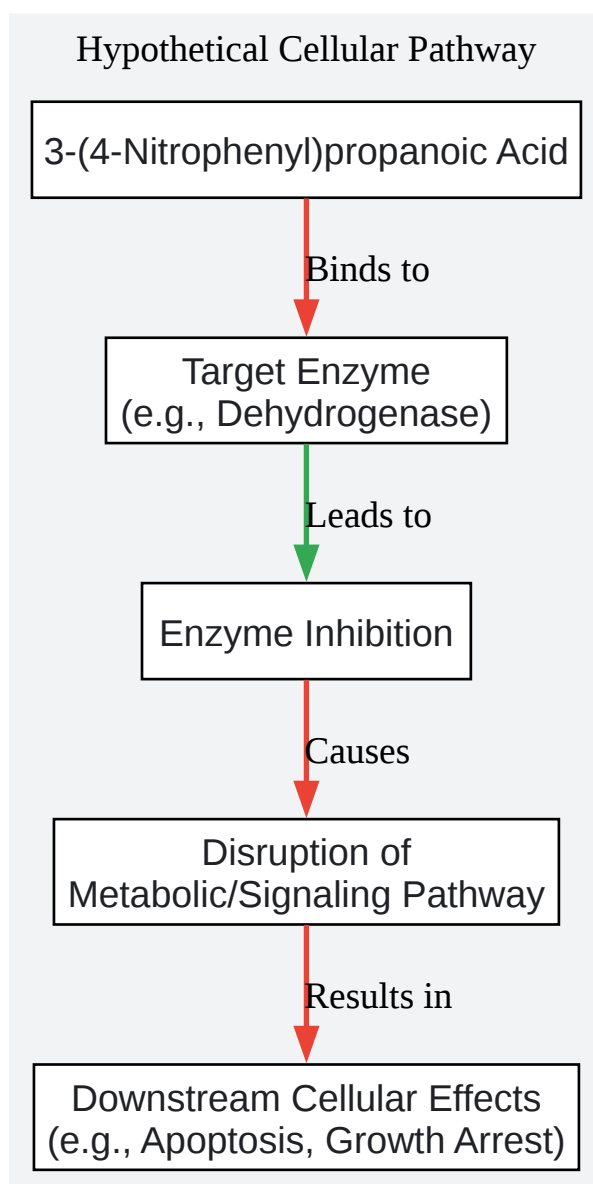 Hypothetical Cellular Pathway
3-(4-Nitrophenyl)propanoic Acid
Binds to
Target Enzyme
(e.g., Dehydrogenase)
Leads to
Enzyme Inhibition
Causes
Disruption of
Metabolic/Signaling Pathway
Results in
Downstream Cellular Effects
(e.g., Apoptosis, Growth Arrest)